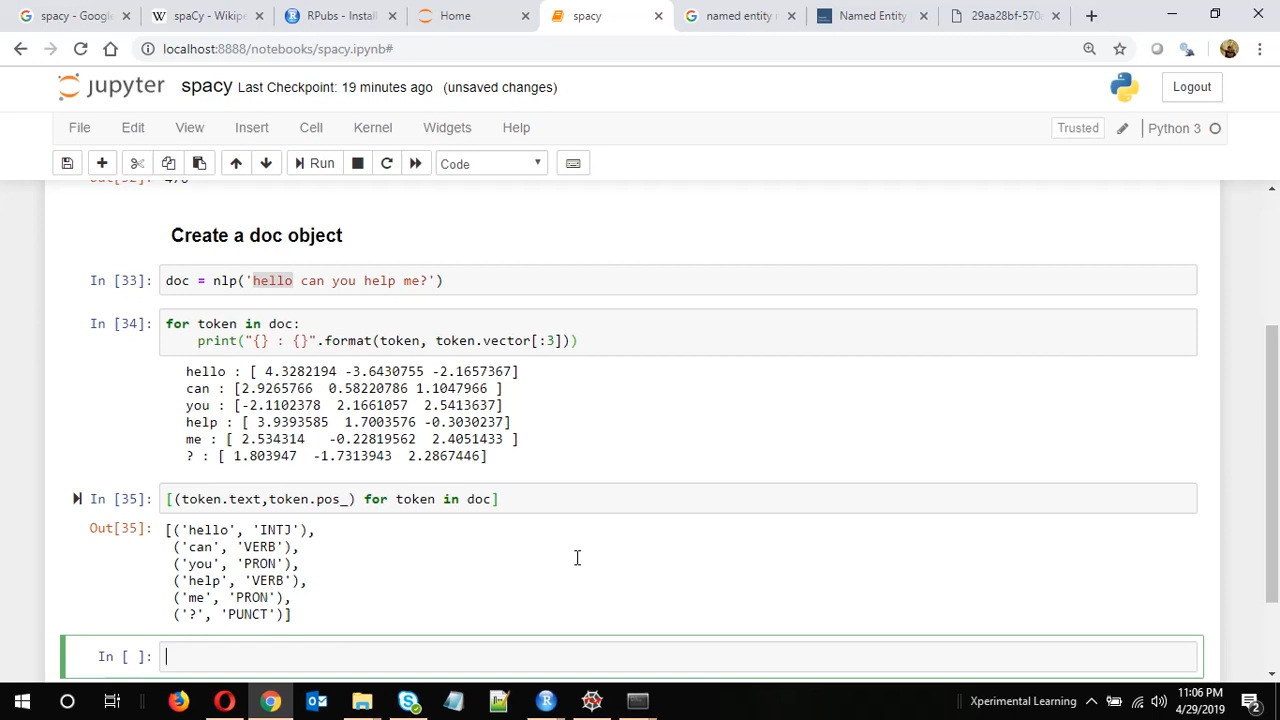 spacy - Google
spaCy - Wikipe
RPubs - Install
Home
spacy
named entity r
Named Entity
29aa28bf-570
localhost:8888/notebooks/spacy.ipynb#
jupyter spacy Last Checkpoint: 19 minutes ago (unsaved changes)
Logout
File Edit View Insert Cell Kernel Widgets Help
Trusted
Python 3
Run
Code
Out[32]: 478
Create a doc object
In [33]: doc = nlp('hello can you help me?')
In [34]: for token in doc:
print("{} : {}".format(token, token.vector[:3]))
hello : [ 4.3282194 -3.6430755 -2.1657367]
can : [2.9265766 0.58220786 1.1047966 ]
you : [-2.1102378 2.1661057 2.5413637]
help : [ 3.9393585 1.7003576 -0.3030237]
me : [ 2.534314 -0.22819562 2.4051433 ]
? : [ 1.803947 -1.7313943 2.2867446]
In [35]: [(token.text,token.pos_) for token in doc]
Out[35]: [('hello', 'INTJ'),
('can', 'VERB'),
('you', 'PRON'),
('help', 'VERB'),
('me', 'PRON'),
('?', 'PUNCT')]
In [ ]:
Xperimental Learning
11:06 PM
4/29/2019
2